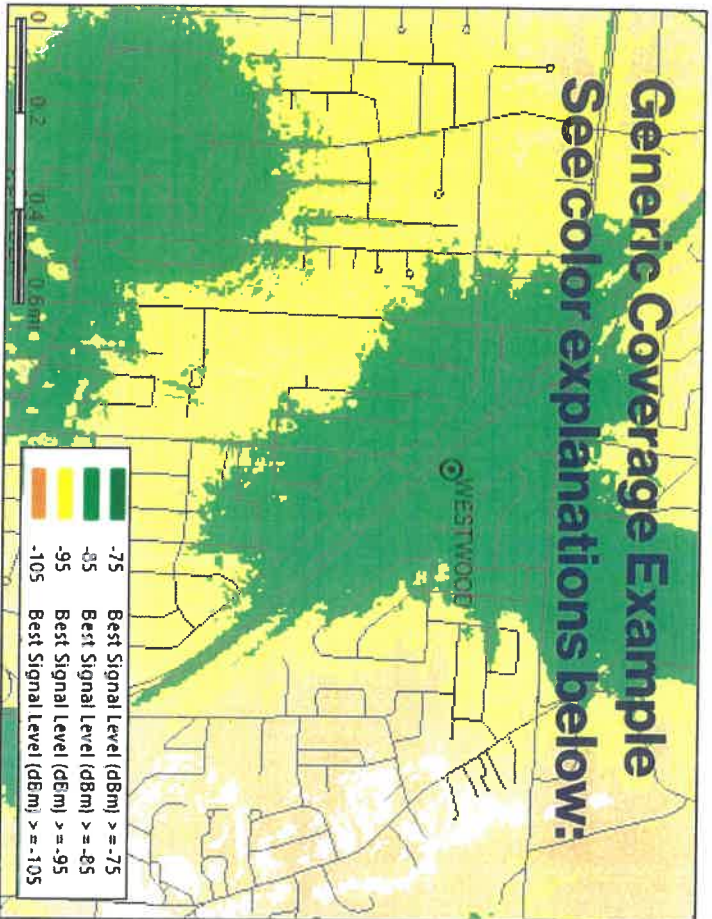 Generic Coverage Example
See color explanations below:
WESTWOOD
0 0.2 0.4 0.6mi
-75 Best Signal Level (dBm) >=-75
-85 Best Signal Level (dBm) >=-85
-95 Best Signal Level (dBm) >=-95
-105 Best Signal Level (dBm) >=-105